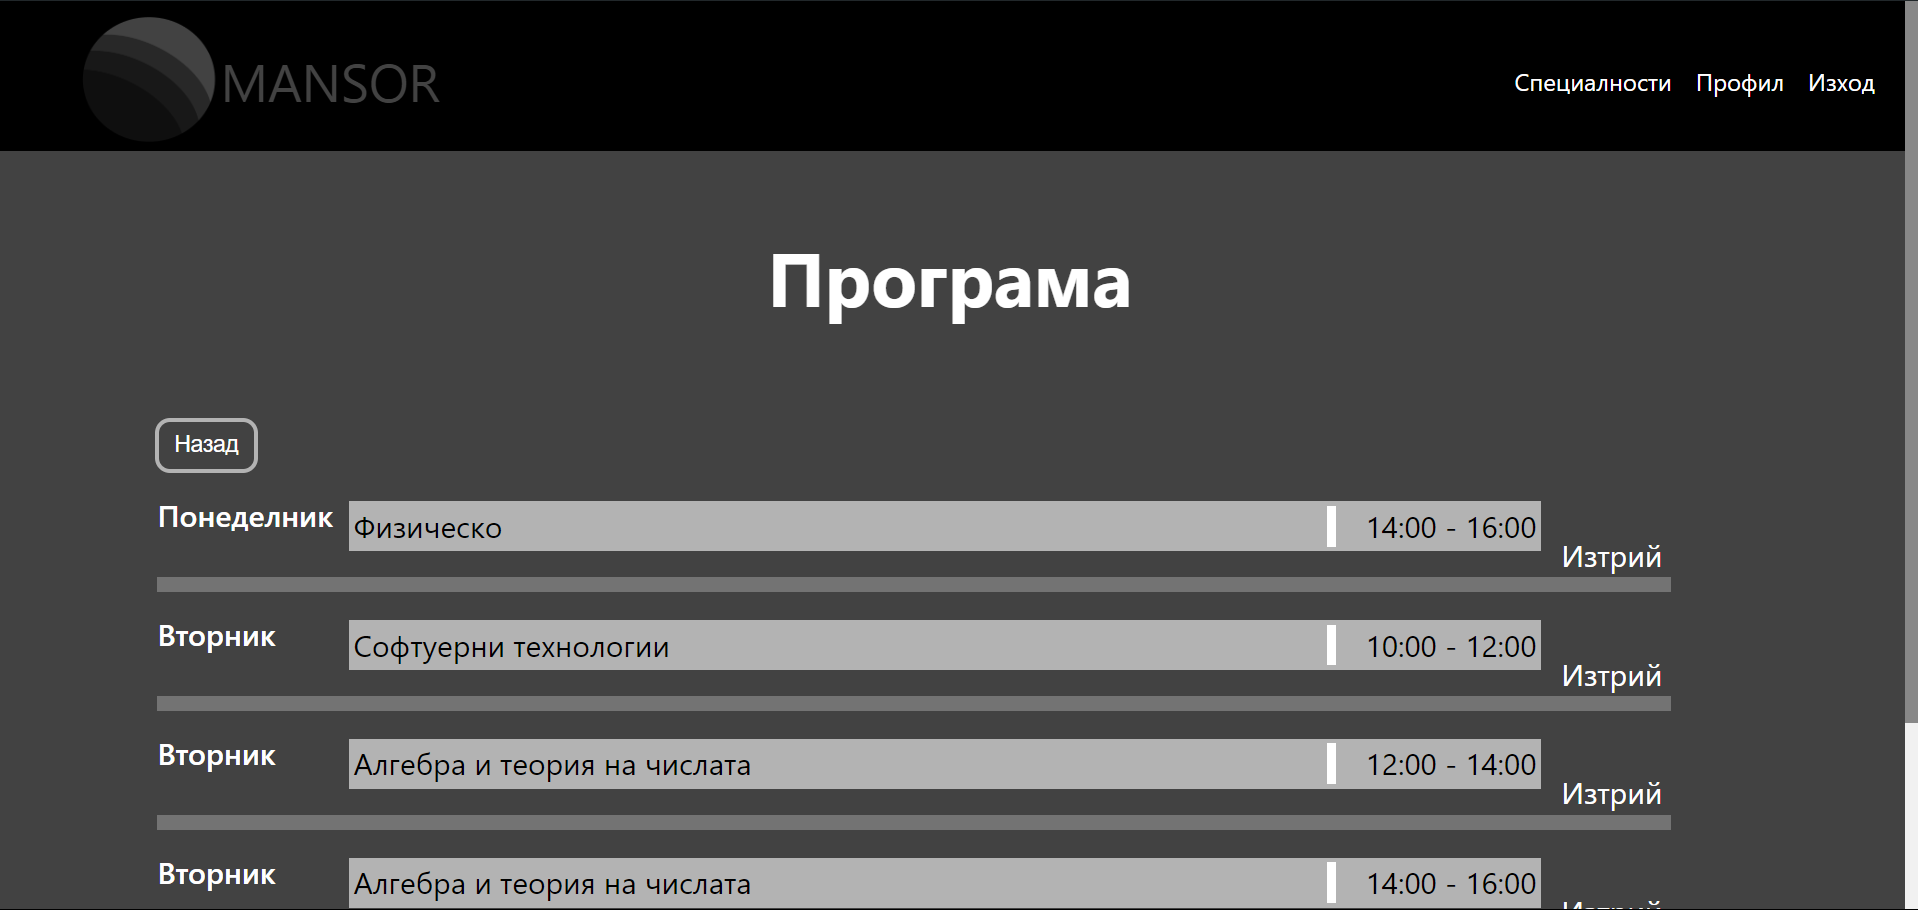 MANSOR
Специалности Профил Изход
Програма
Назад
Понеделник Физическо 14:00 - 16:00
Изтрий
Вторник Софтуерни технологии 10:00 - 12:00
Изтрий
Вторник Алгебра и теория на числата 12:00 - 14:00
Изтрий
Вторник Алгебра и теория на числата 14:00 - 16:00